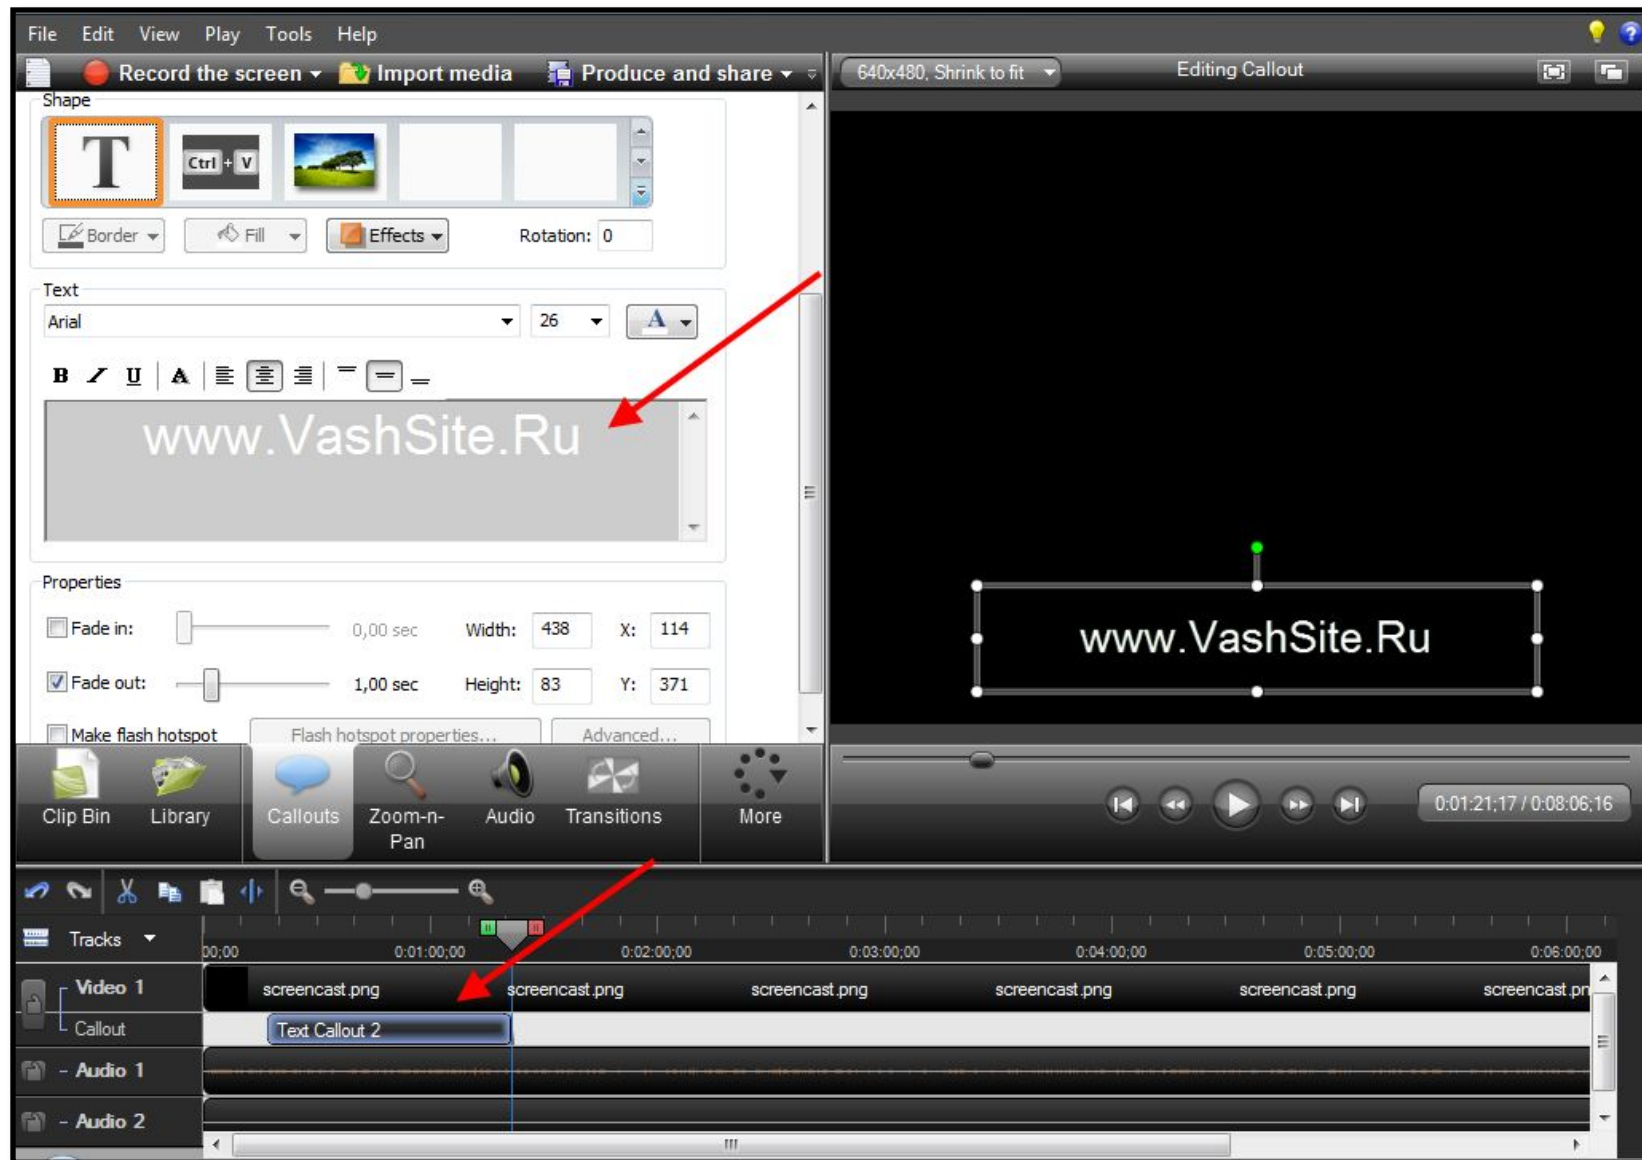 File Edit View Play Tools Help
Record the screen Import media Produce and share
640x480, Shrink to fit Editing Callout
Shape
T Ctrl + V
Border Fill Effects Rotation: 0
Text
Arial 26 A
B I U A
www.VashSite.Ru
Properties
Fade in: 0,00 sec Width: 438 X: 114
Fade out: 1,00 sec Height: 83 Y: 371
Make flash hotspot Flash hotspot properties... Advanced...
www.VashSite.Ru
Clip Bin Library Callouts Zoom-n-Pan Audio Transitions More
0:01:21;17 / 0:08:06;16
Tracks 00;00 0:01:00;00 0:02:00;00 0:03:00;00 0:04:00;00 0:05:00;00 0:06:00;00
Video 1 screencast.png screencast.png screencast.png screencast.png screencast.png screencast.pn
Callout Text Callout 2
- Audio 1
- Audio 2